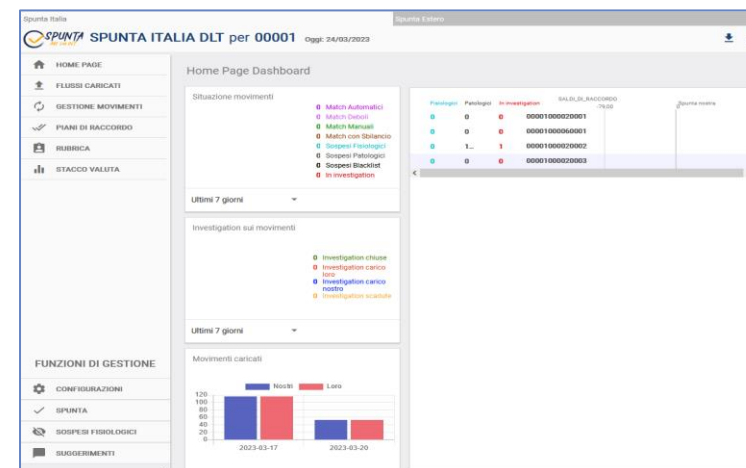 Spunta Italia
Spunta Estero
SPUNTA SPUNTA ITALIA DLT per 00001 Oggi: 24/03/2023
HOME PAGE
FLUSSI CARICATI
GESTIONE MOVIMENTI
PIANI DI RACCORDO
RUBRICA
STACCO VALUTA
FUNZIONI DI GESTIONE
CONFIGURAZIONI
SPUNTA
SOSPESI FISIOLOGICI
SUGGERIMENTI
Home Page Dashboard
Situazione movimenti
0 Match Automatici
0 Match Deboli
0 Match Manuali
0 Match con Sbilancio
0 Sospesi Fisiologici
0 Sospesi Patologici
0 Sospesi Blacklist
0 In investigation
Ultimi 7 giorni
Investigation sui movimenti
0 Investigation chiuse
0 Investigation carico
loro
0 Investigation carico
nostro
0 Investigation scadute
Ultimi 7 giorni
Movimenti caricati
Nostri Loro
120
100
80
60
40
20
0
2023-03-17 2023-03-20
SALDI_DI_RACCORDO
Patologici In investigation -79,00 Spunta nostra
0 0 0 00001000020001
0 0 0 00001000060001
0 1... 1 00001000020002
0 0 0 00001000020003